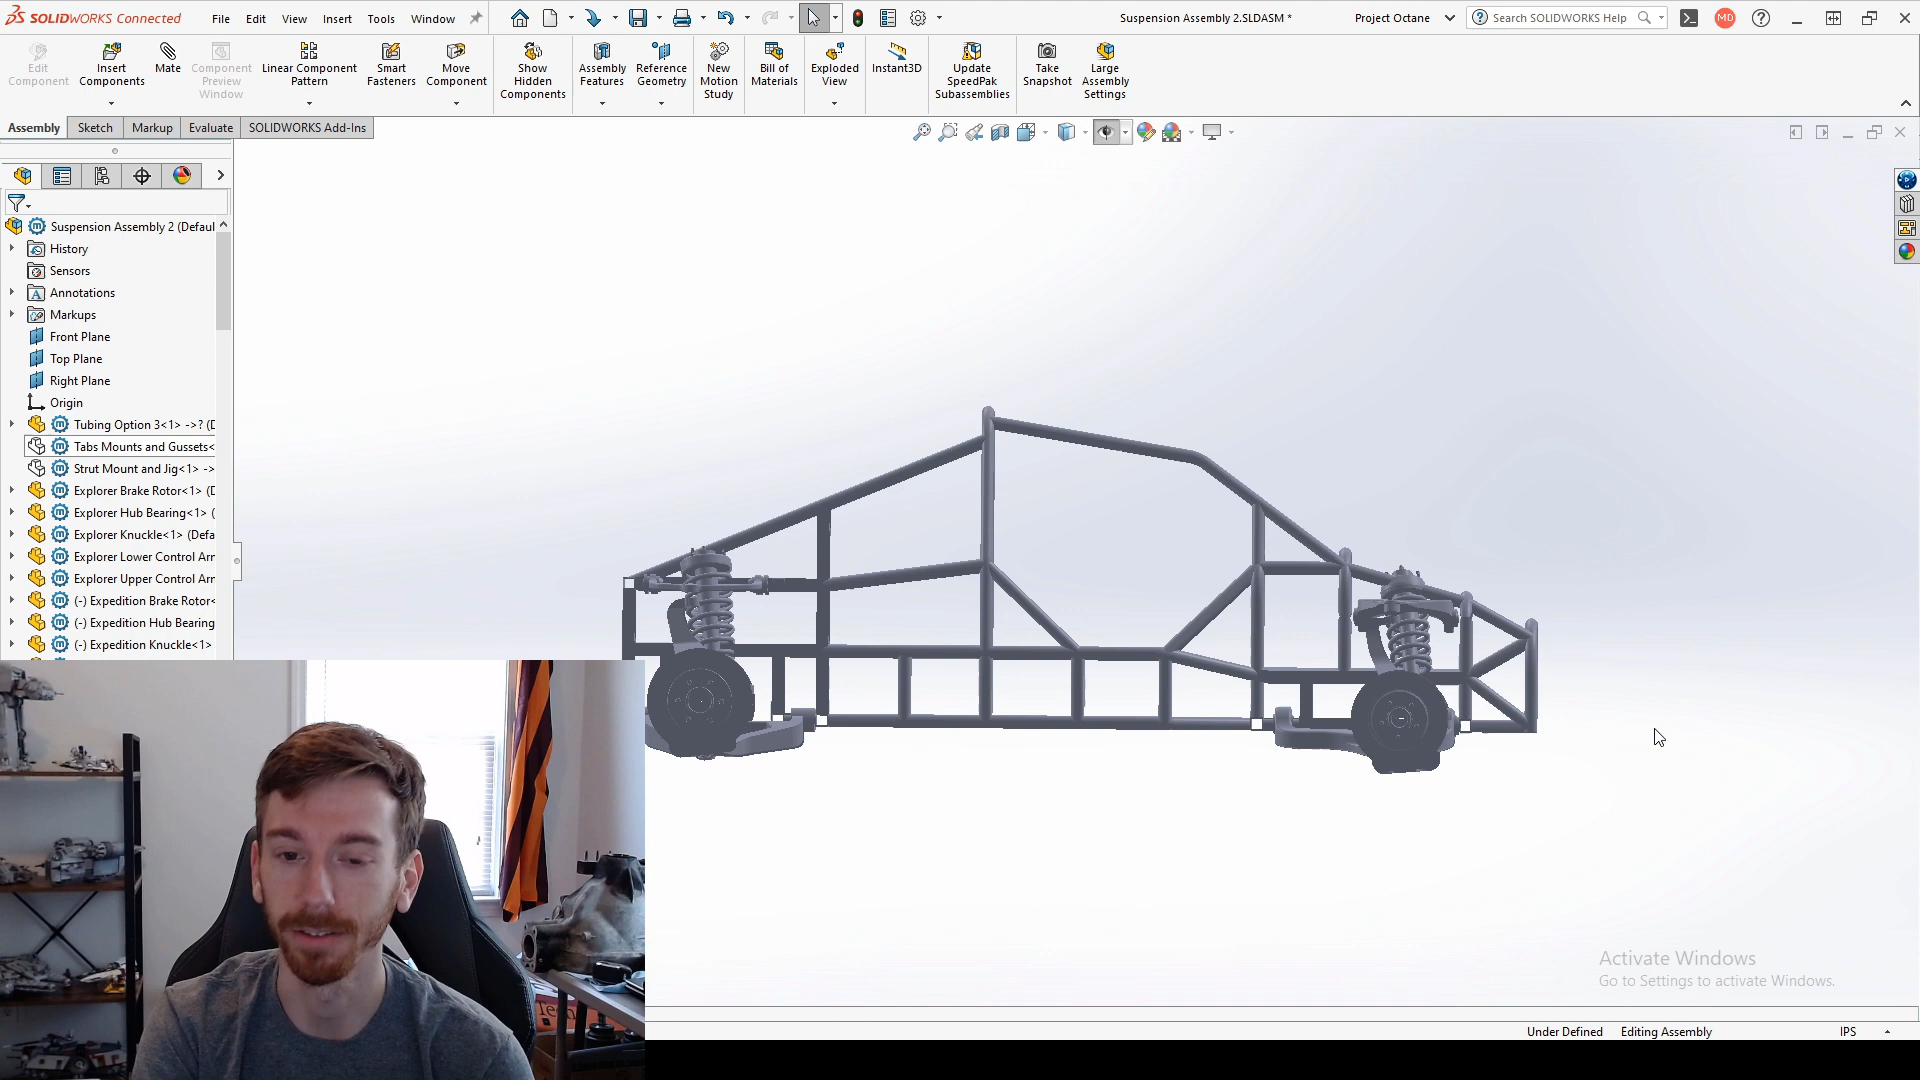 SOLIDWORKS Connected
File Edit View Insert Tools Window
Suspension Assembly 2.SLDASM *
Project Octane
Search SOLIDWORKS Help
MD
Edit Component
Insert Components
Mate
Component Preview Window
Linear Component Pattern
Smart Fasteners
Move Component
Show Hidden Components
Assembly Features
Reference Geometry
New Motion Study
Bill of Materials
Exploded View
Instant3D
Update SpeedPak Subassemblies
Take Snapshot
Large Assembly Settings
Assembly Sketch Markup Evaluate SOLIDWORKS Add-Ins
Suspension Assembly 2 (Defaul
History
Sensors
Annotations
Markups
Front Plane
Top Plane
Right Plane
Origin
Tubing Option 3<1> ->? (D
Tabs Mounts and Gussets<
Strut Mount and Jig<1> ->
Explorer Brake Rotor<1> (D
Explorer Hub Bearing<1> (
Explorer Knuckle<1> (Defa
Explorer Lower Control Arr
Explorer Upper Control Arr
(-) Expedition Brake Rotor<
(-) Expedition Hub Bearing
(-) Expedition Knuckle<1>
Activate Windows
Go to Settings to activate Windows.
Under Defined Editing Assembly IPS